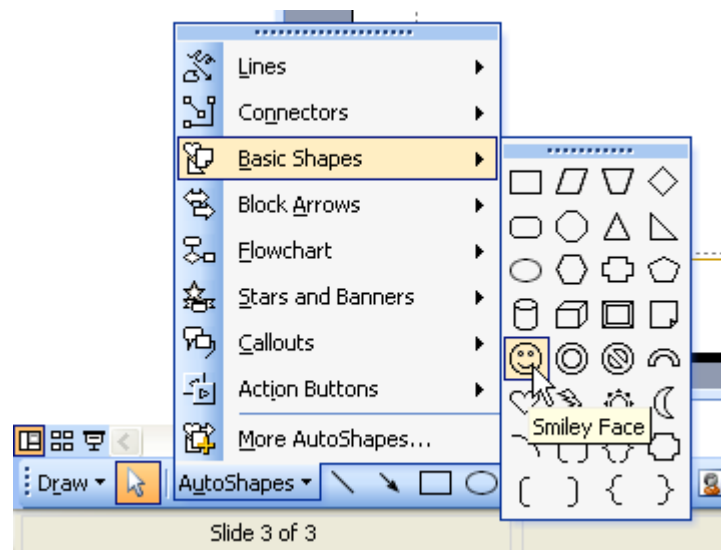 Lines
Connectors
Basic Shapes
Block Arrows
Flowchart
Stars and Banners
Callouts
Action Buttons
More AutoShapes...
Smiley Face
Draw
AutoShapes
Slide 3 of 3